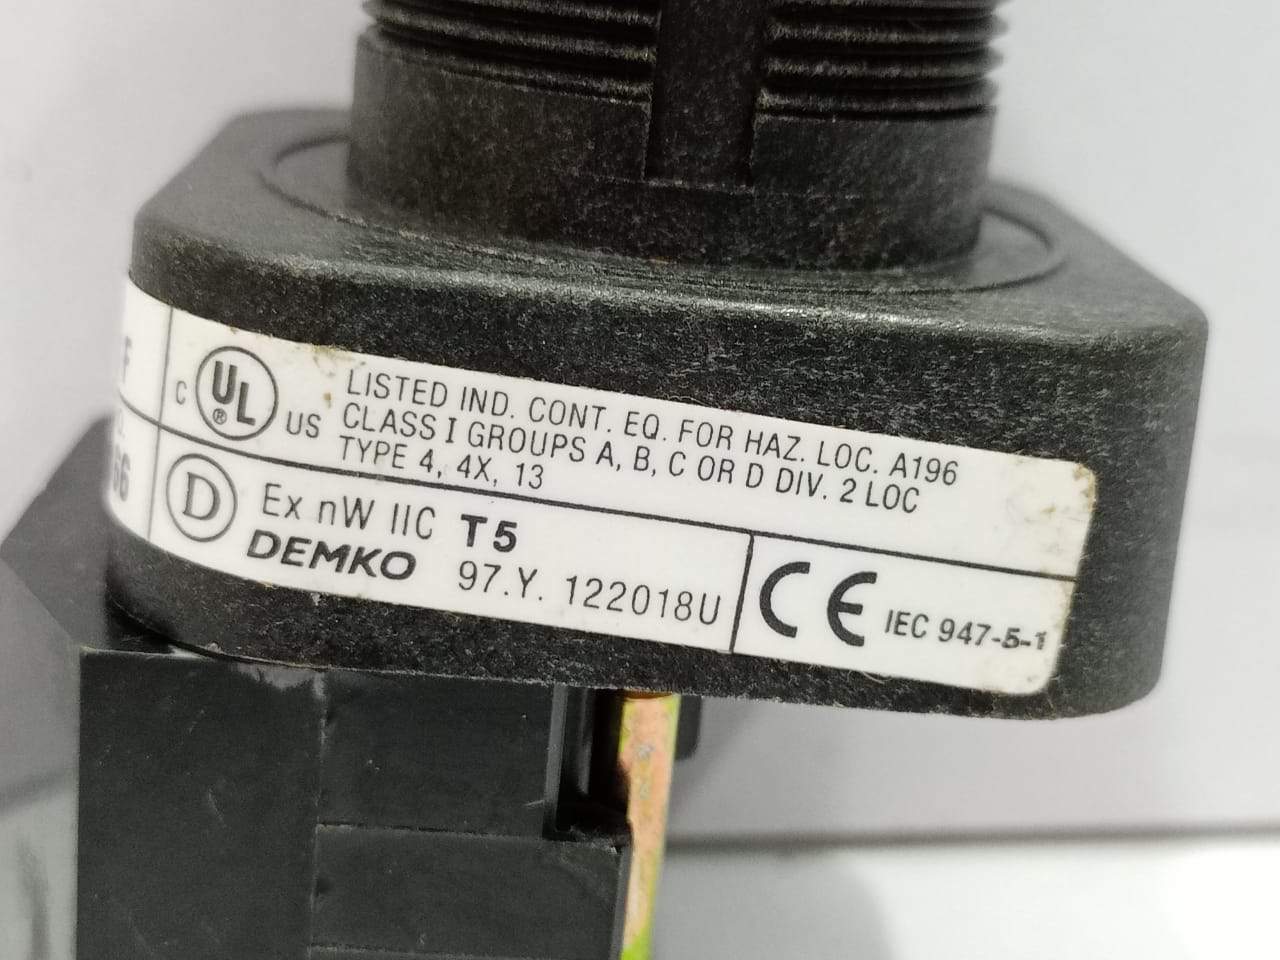 F
66
C UL ® US
LISTED IND. CONT. EQ. FOR HAZ. LOC. A196
CLASS I GROUPS A, B, C OR D DIV. 2 LOC
TYPE 4, 4X, 13
D Ex nW IIC T5
DEMKO 97.Y. 122018U
CE IEC 947-5-1